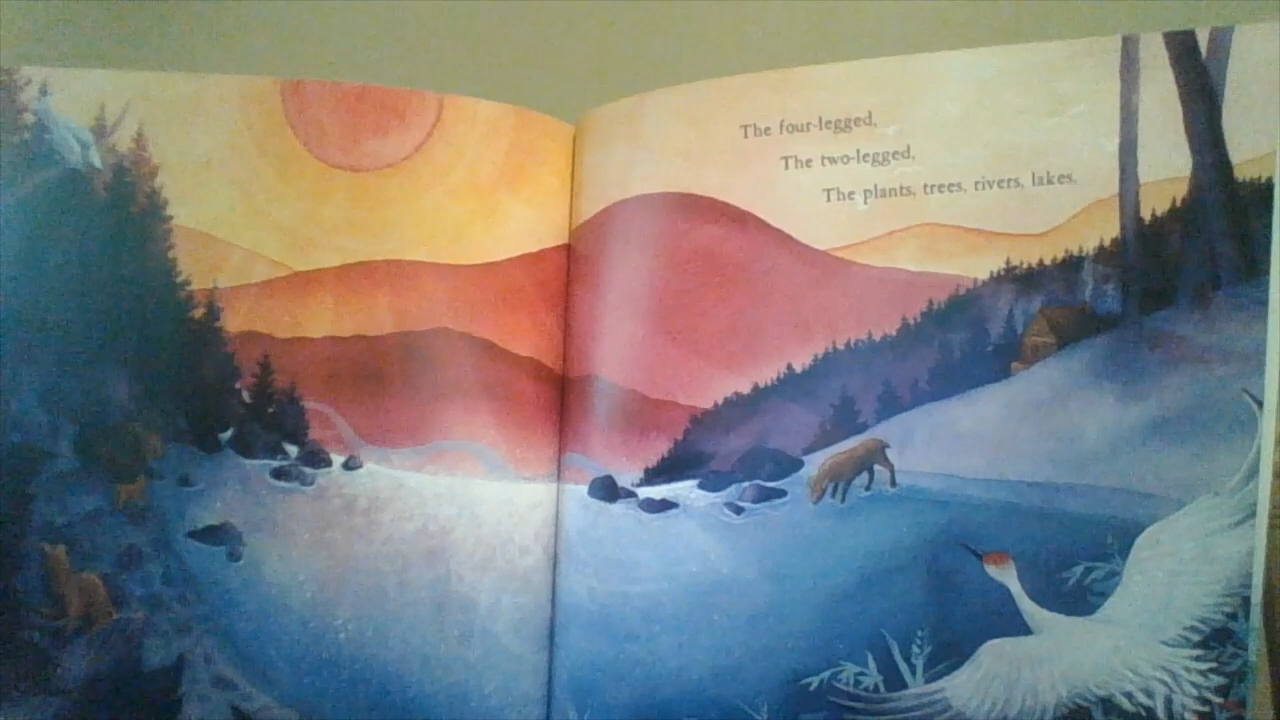 The four-legged,
The two-legged,
The plants, trees, rivers, lakes,